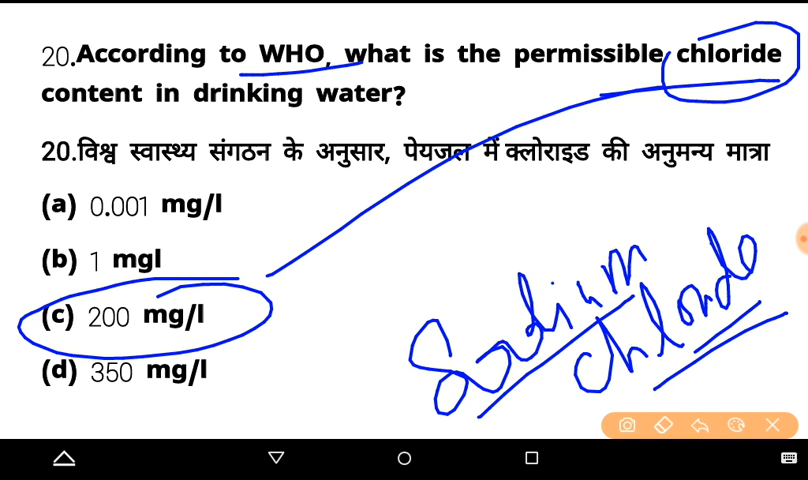 20.According to WHO, what is the permissible chloride
content in drinking water?
20.विश्व स्वास्थ्य संगठन के अनुसार, पेयजल में क्लोराइड की अनुमन्य मात्रा
(a) 0.001 mg/l
(b) 1 mgl
(c) 200 mg/l
(d) 350 mg/l
Sodium
chloride